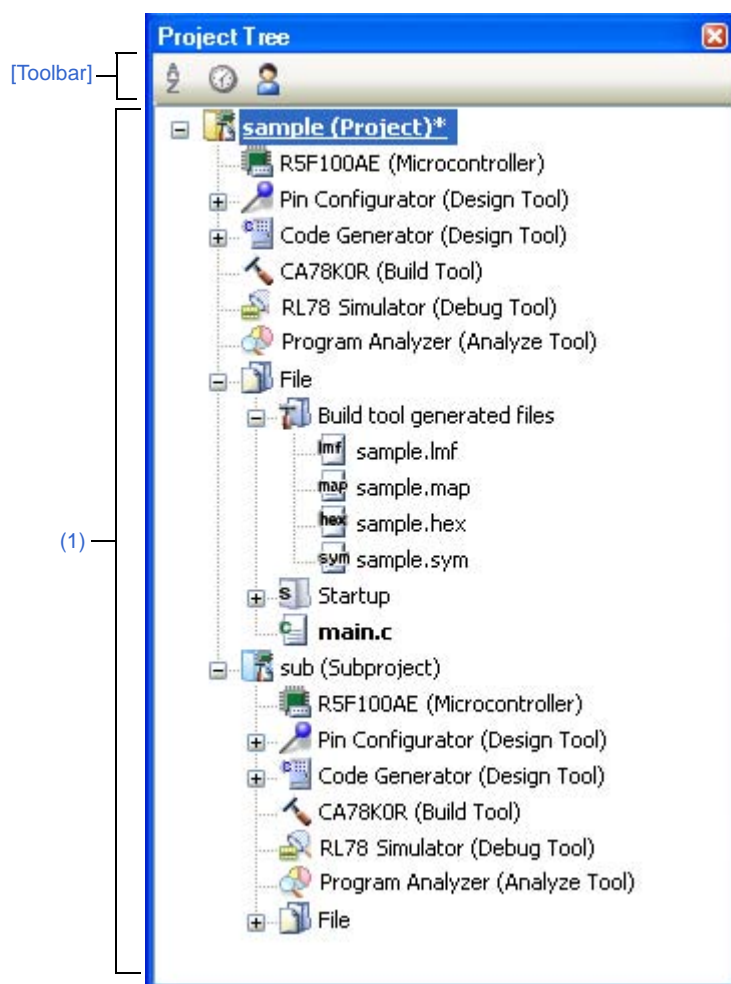 Project Tree
[Toolbar]
sample (Project)*
R5F100AE (Microcontroller)
Pin Configurator (Design Tool)
Code Generator (Design Tool)
CA78K0R (Build Tool)
RL78 Simulator (Debug Tool)
Program Analyzer (Analyze Tool)
File
Build tool generated files
lmf sample.lmf
map sample.map
hex sample.hex
(1)
sym sample.sym
S Startup
c main.c
sub (Subproject)
R5F100AE (Microcontroller)
Pin Configurator (Design Tool)
Code Generator (Design Tool)
CA78K0R (Build Tool)
RL78 Simulator (Debug Tool)
Program Analyzer (Analyze Tool)
File